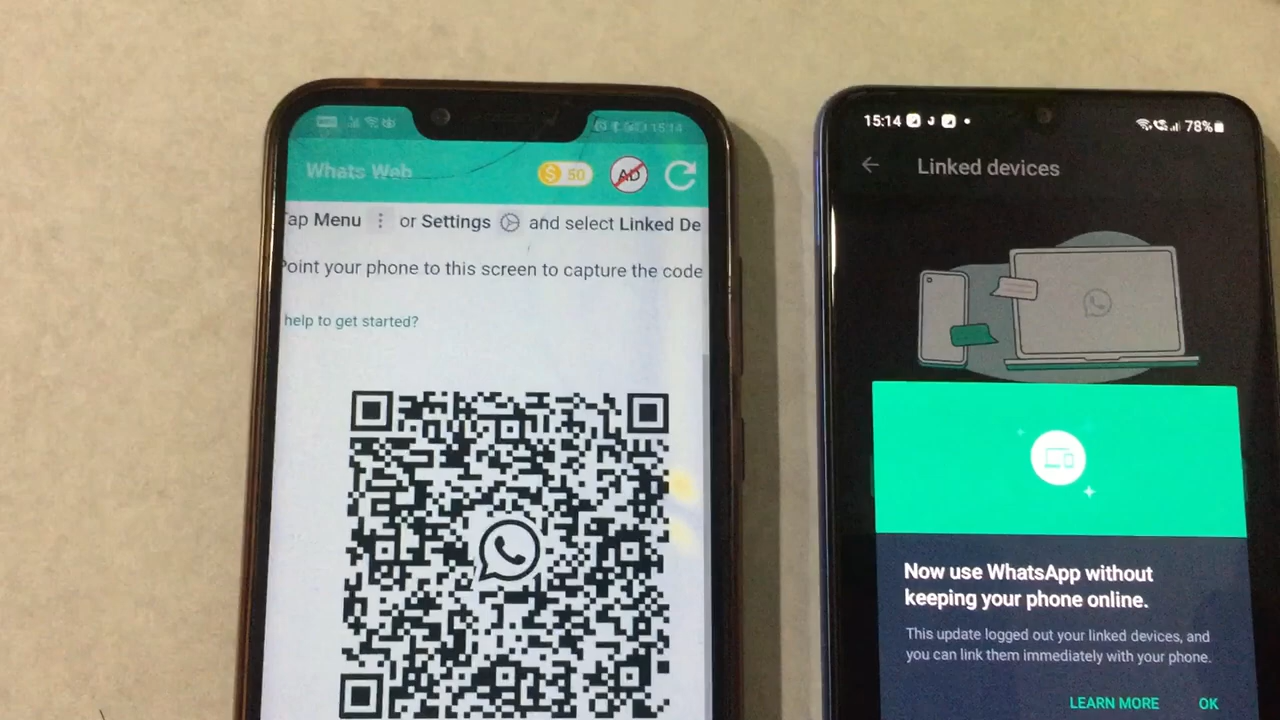 15:14
Whats Web
$ 50
AD
Tap Menu or Settings and select Linked De
Point your phone to this screen to capture the code
help to get started?
15:14
J
78%
Linked devices
Now use WhatsApp without
keeping your phone online.
This update logged out your linked devices, and
you can link them immediately with your phone.
LEARN MORE OK